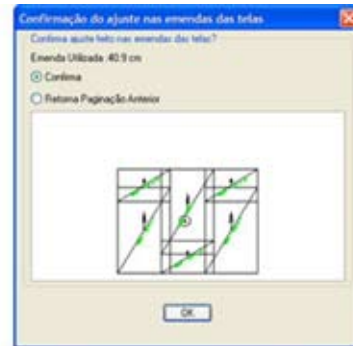 Confirmação do ajuste nas emendas das telas
Confirma ajuste feito nas emendas das telas?
Emenda Utilizada :40.9 cm
Confirma
Retorna Paginação Anterior
OK